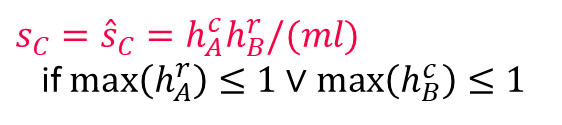 s_C = ŝ_C = h_A^c h_B^r/(ml)
if max(h_A^r) ≤ 1 ∨ max(h_B^c) ≤ 1